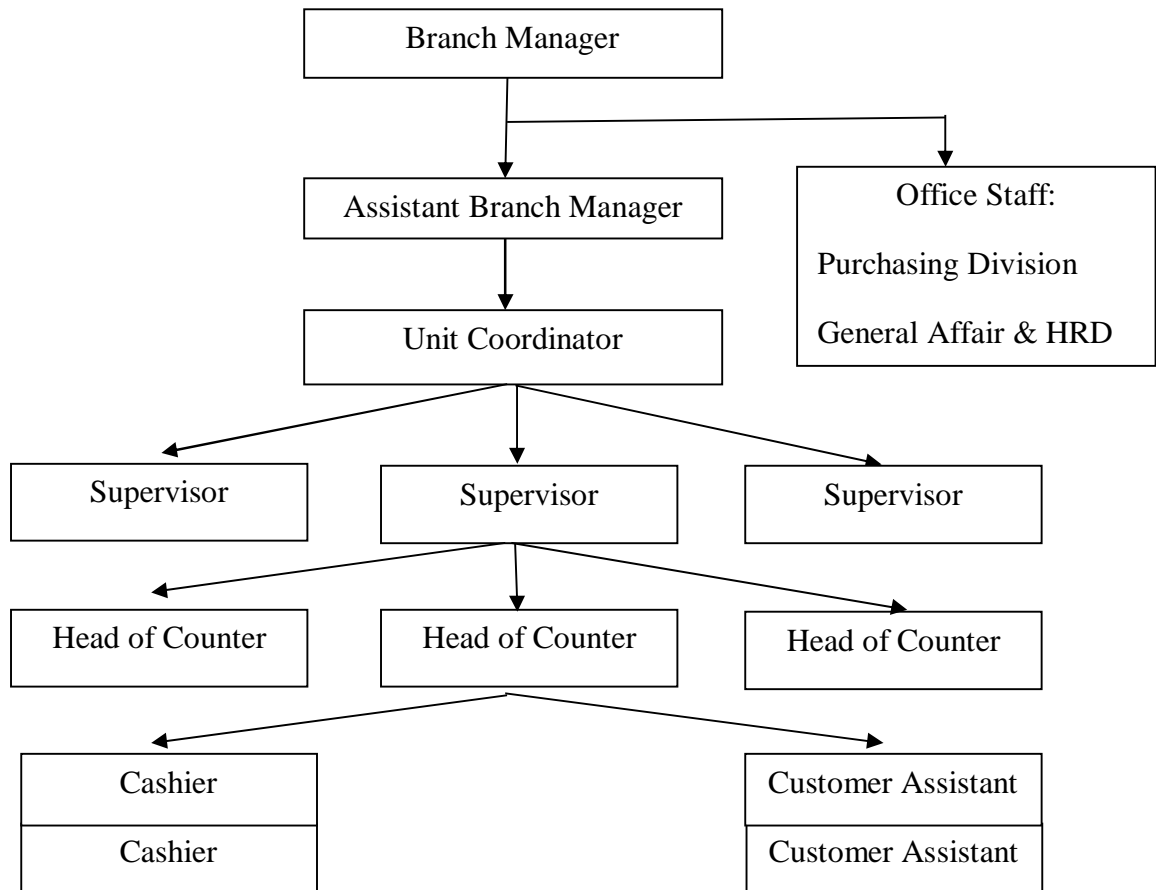 Branch Manager
Assistant Branch Manager
Office Staff:
Purchasing Division
General Affair & HRD
Unit Coordinator
Supervisor
Supervisor
Supervisor
Head of Counter
Head of Counter
Head of Counter
Cashier
Customer Assistant
Cashier
Customer Assistant